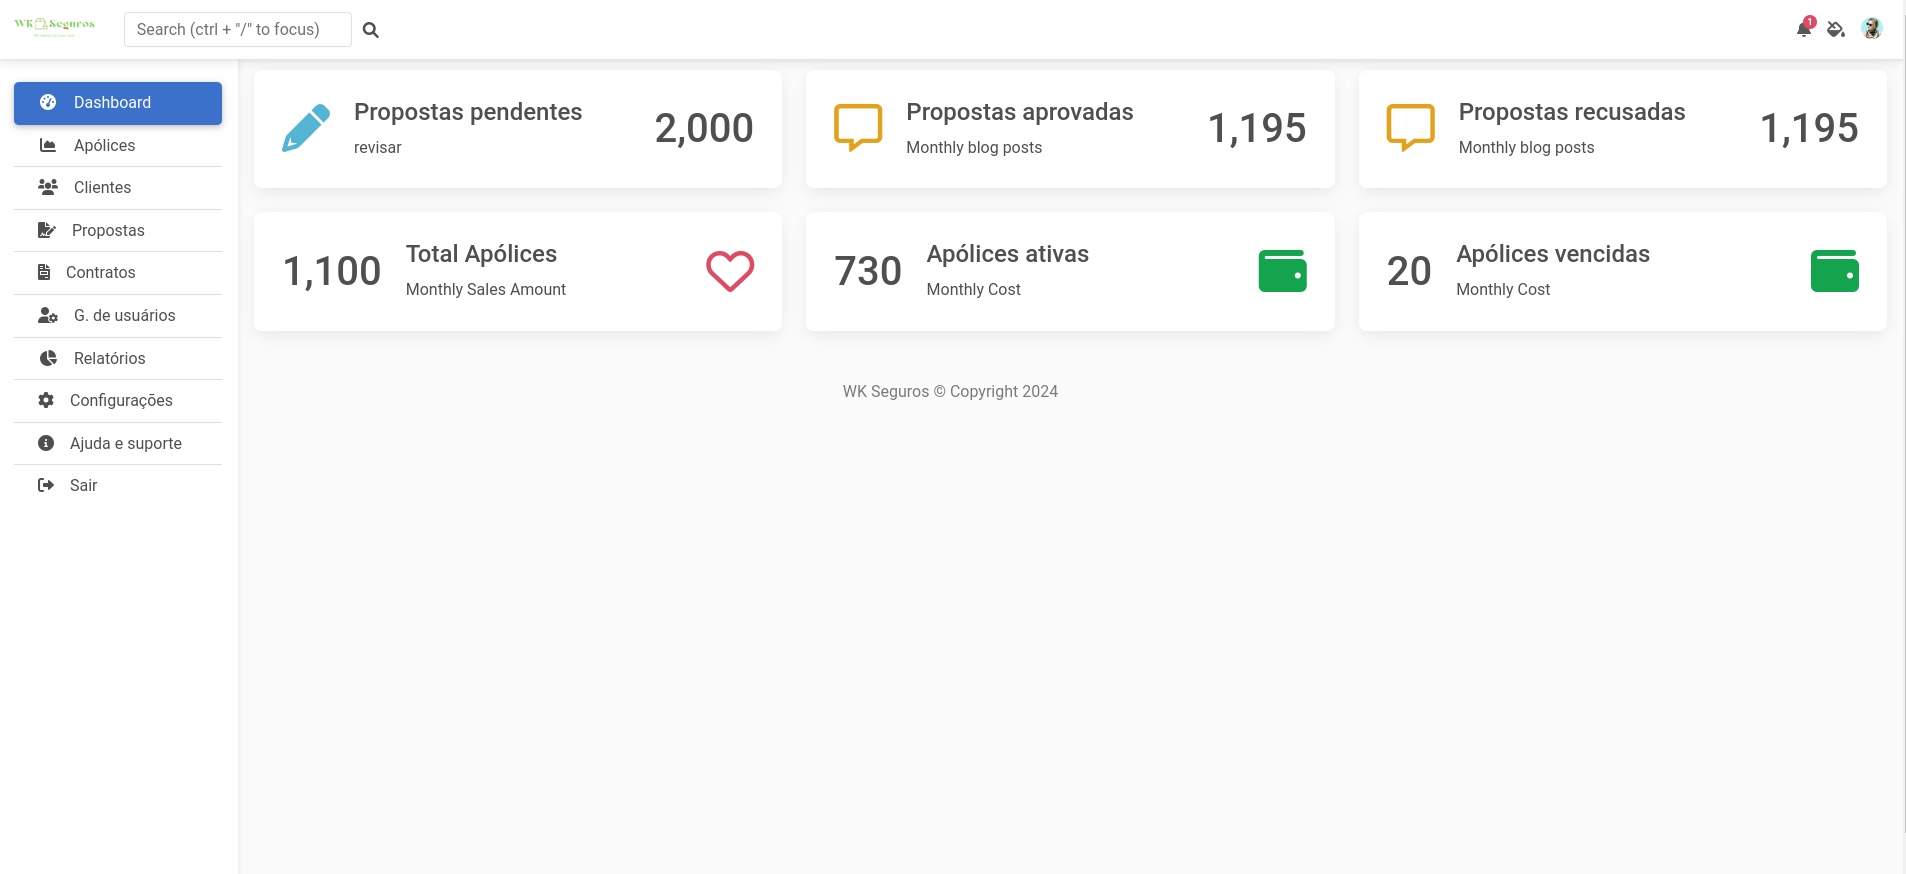 WK Seguros
Search (ctrl + "/" to focus)
1
Dashboard
Apólices
Clientes
Propostas
Contratos
G. de usuários
Relatórios
Configurações
Ajuda e suporte
Sair
Propostas pendentes
revisar
2,000
Propostas aprovadas
Monthly blog posts
1,195
Propostas recusadas
Monthly blog posts
1,195
1,100
Total Apólices
Monthly Sales Amount
730
Apólices ativas
Monthly Cost
20
Apólices vencidas
Monthly Cost
WK Seguros © Copyright 2024